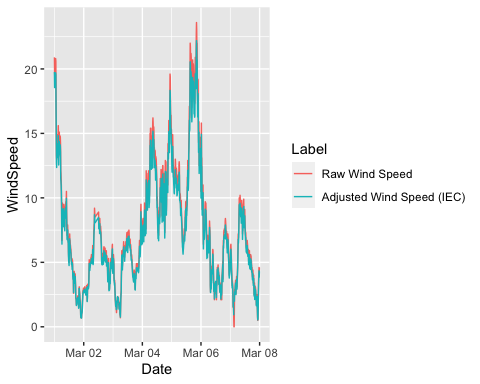 20
15
10
5
0
WindSpeed
Mar 02
Mar 04
Mar 06
Mar 08
Date
Label
Raw Wind Speed
Adjusted Wind Speed (IEC)